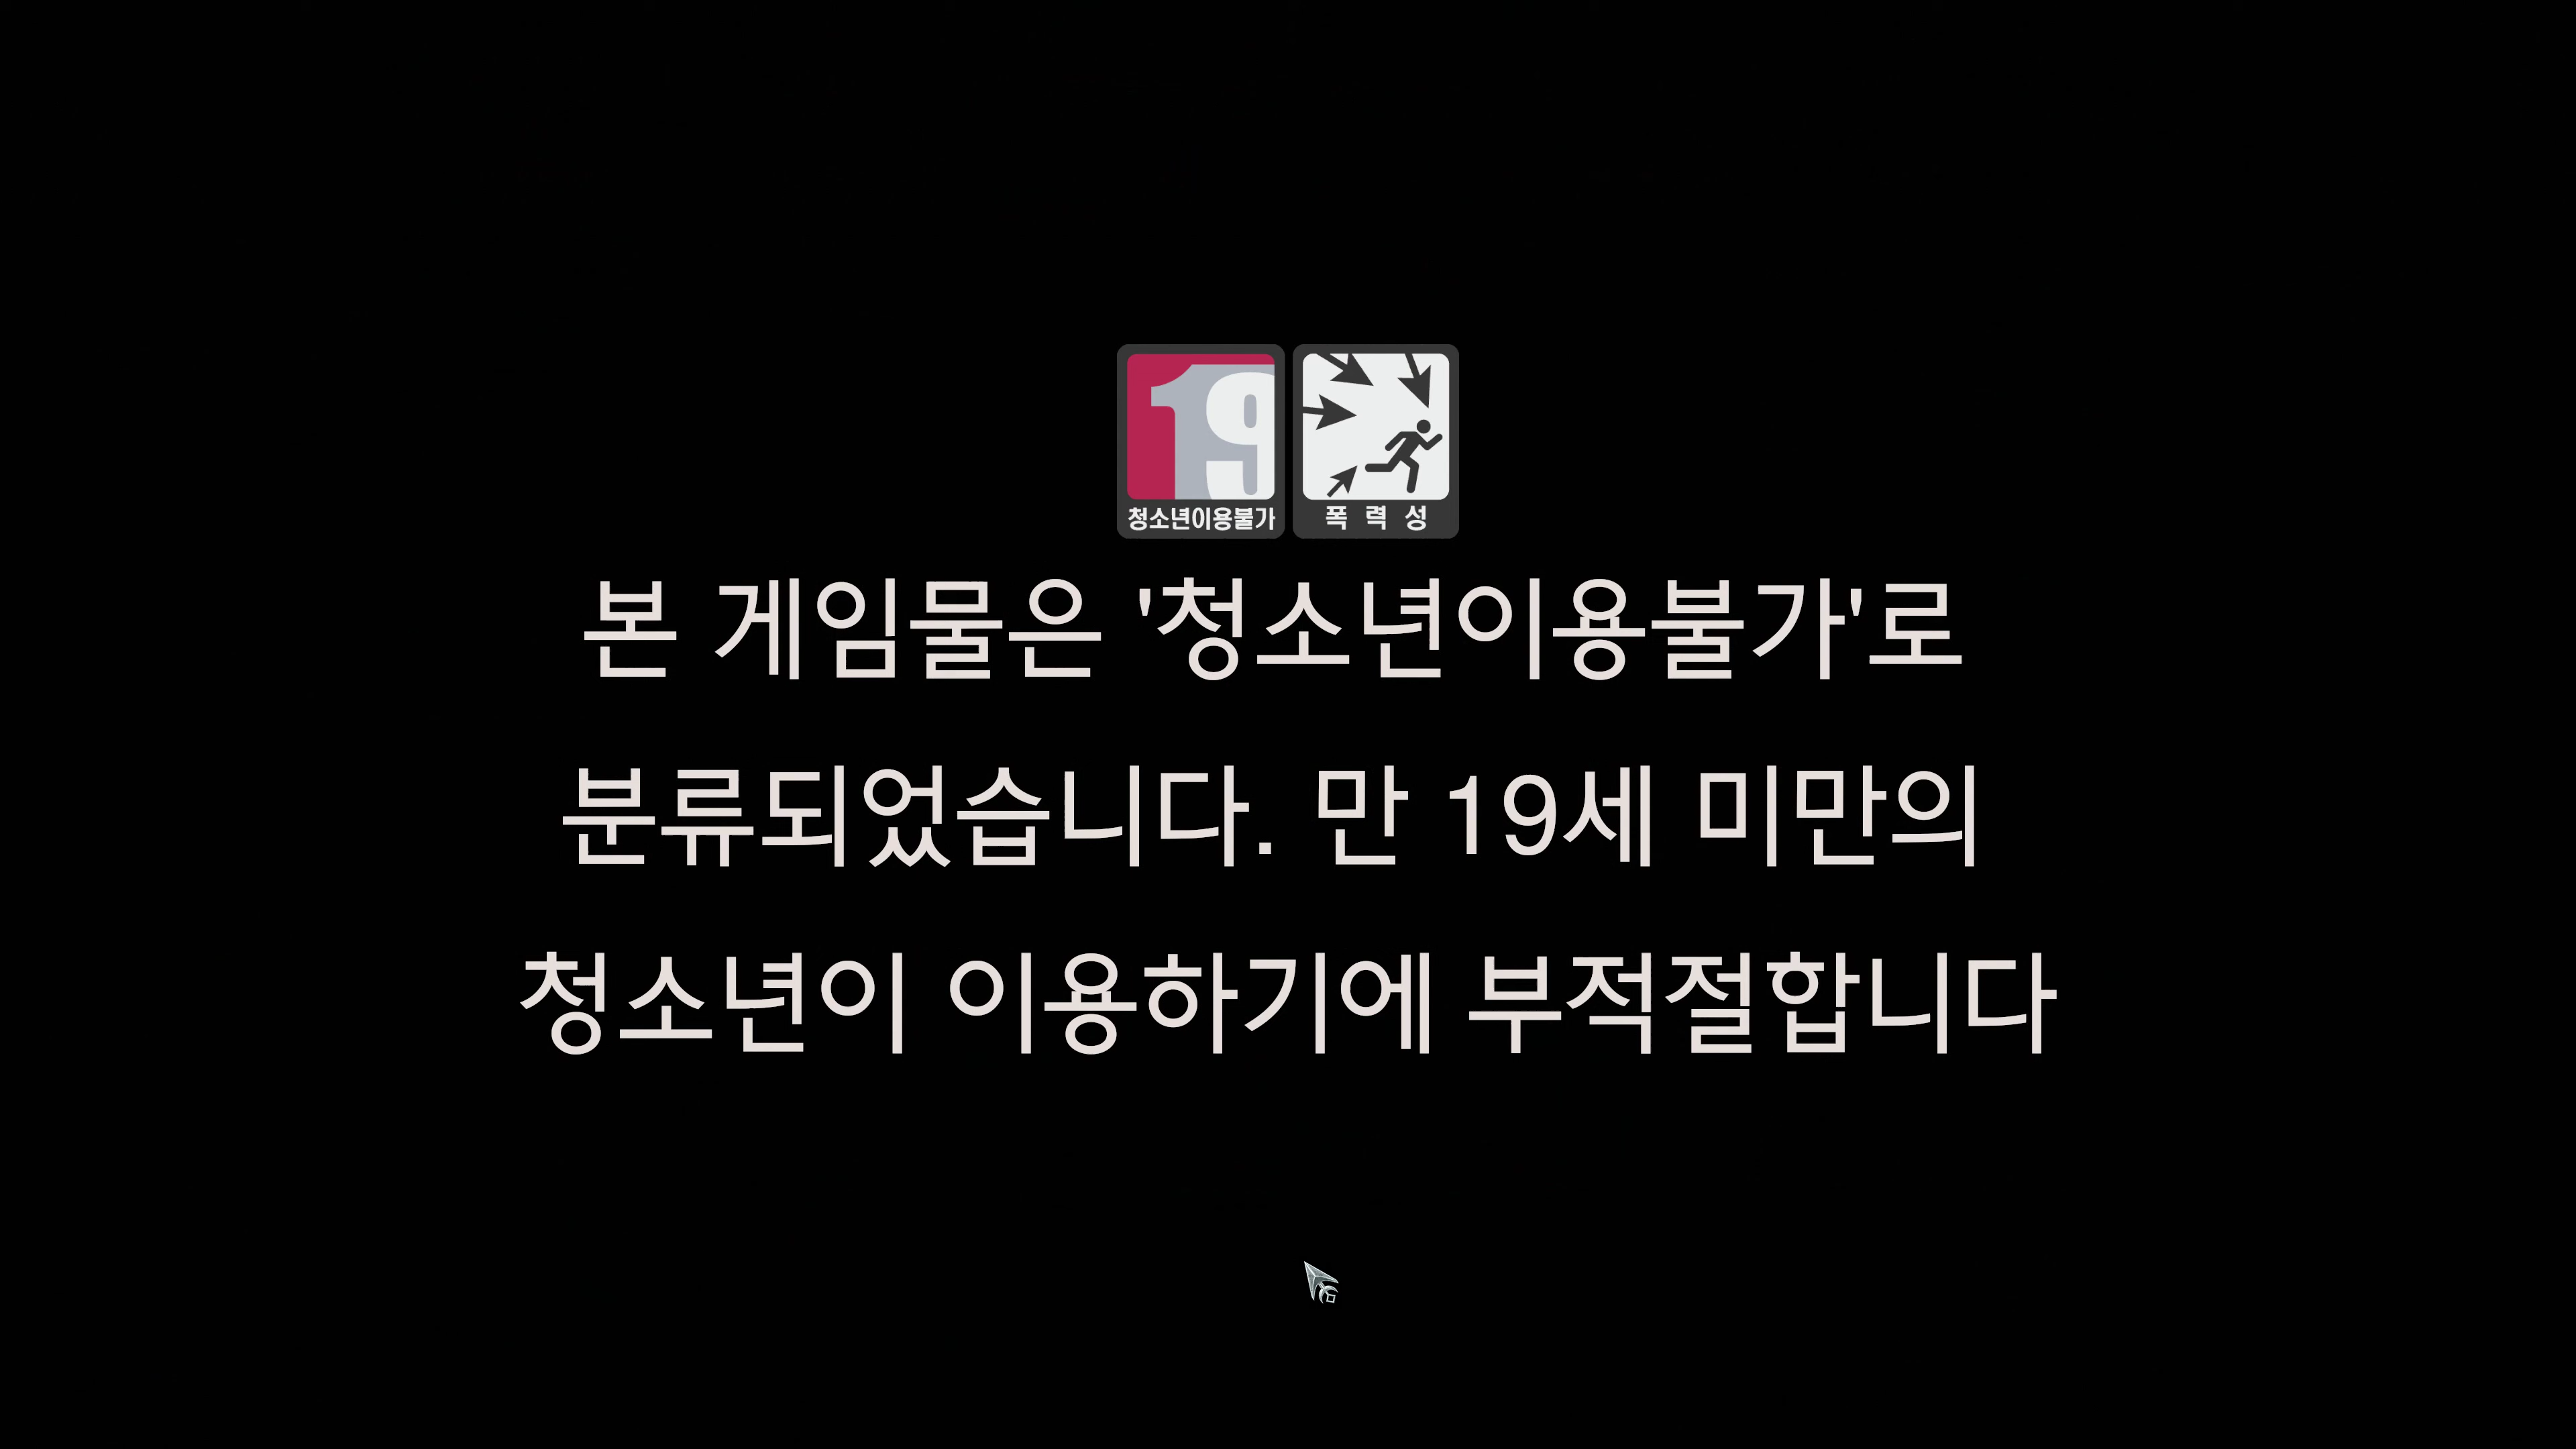 19
청소년이용불가
폭력성
본 게임물은 '청소년이용불가'로
분류되었습니다. 만 19세 미만의
청소년이 이용하기에 부적절합니다